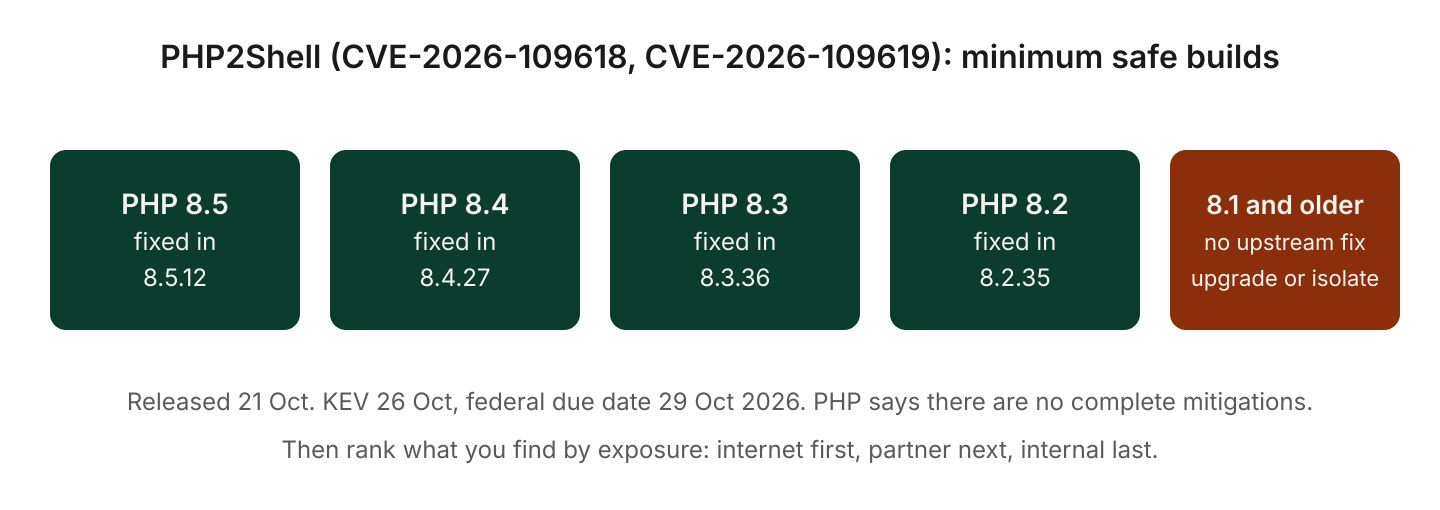 PHP2Shell (CVE-2026-109618, CVE-2026-109619): minimum safe builds
PHP 8.5
fixed in
8.5.12
PHP 8.4
fixed in
8.4.27
PHP 8.3
fixed in
8.3.36
PHP 8.2
fixed in
8.2.35
8.1 and older
no upstream fix
upgrade or isolate
Released 21 Oct. KEV 26 Oct, federal due date 29 Oct 2026. PHP says there are no complete mitigations.
Then rank what you find by exposure: internet first, partner next, internal last.